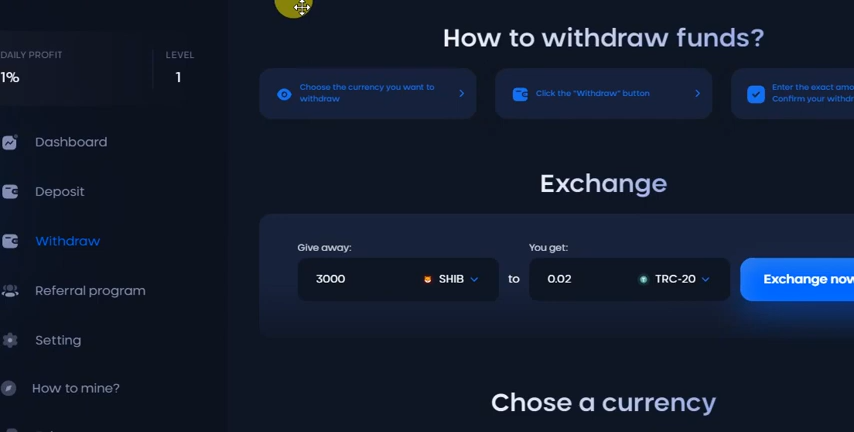 How to withdraw funds?
DAILY PROFIT
LEVEL
1%
1
Choose the currency you want to
withdraw
Click the "Withdraw" button
Enter the exact
Confirm your
Dashboard
Deposit
Withdraw
Referral program
Setting
How to mine?
Exchange
Give away:
You get:
3000
SHIB
to
0.02
TRC-20
Exchange now
Chose a currency